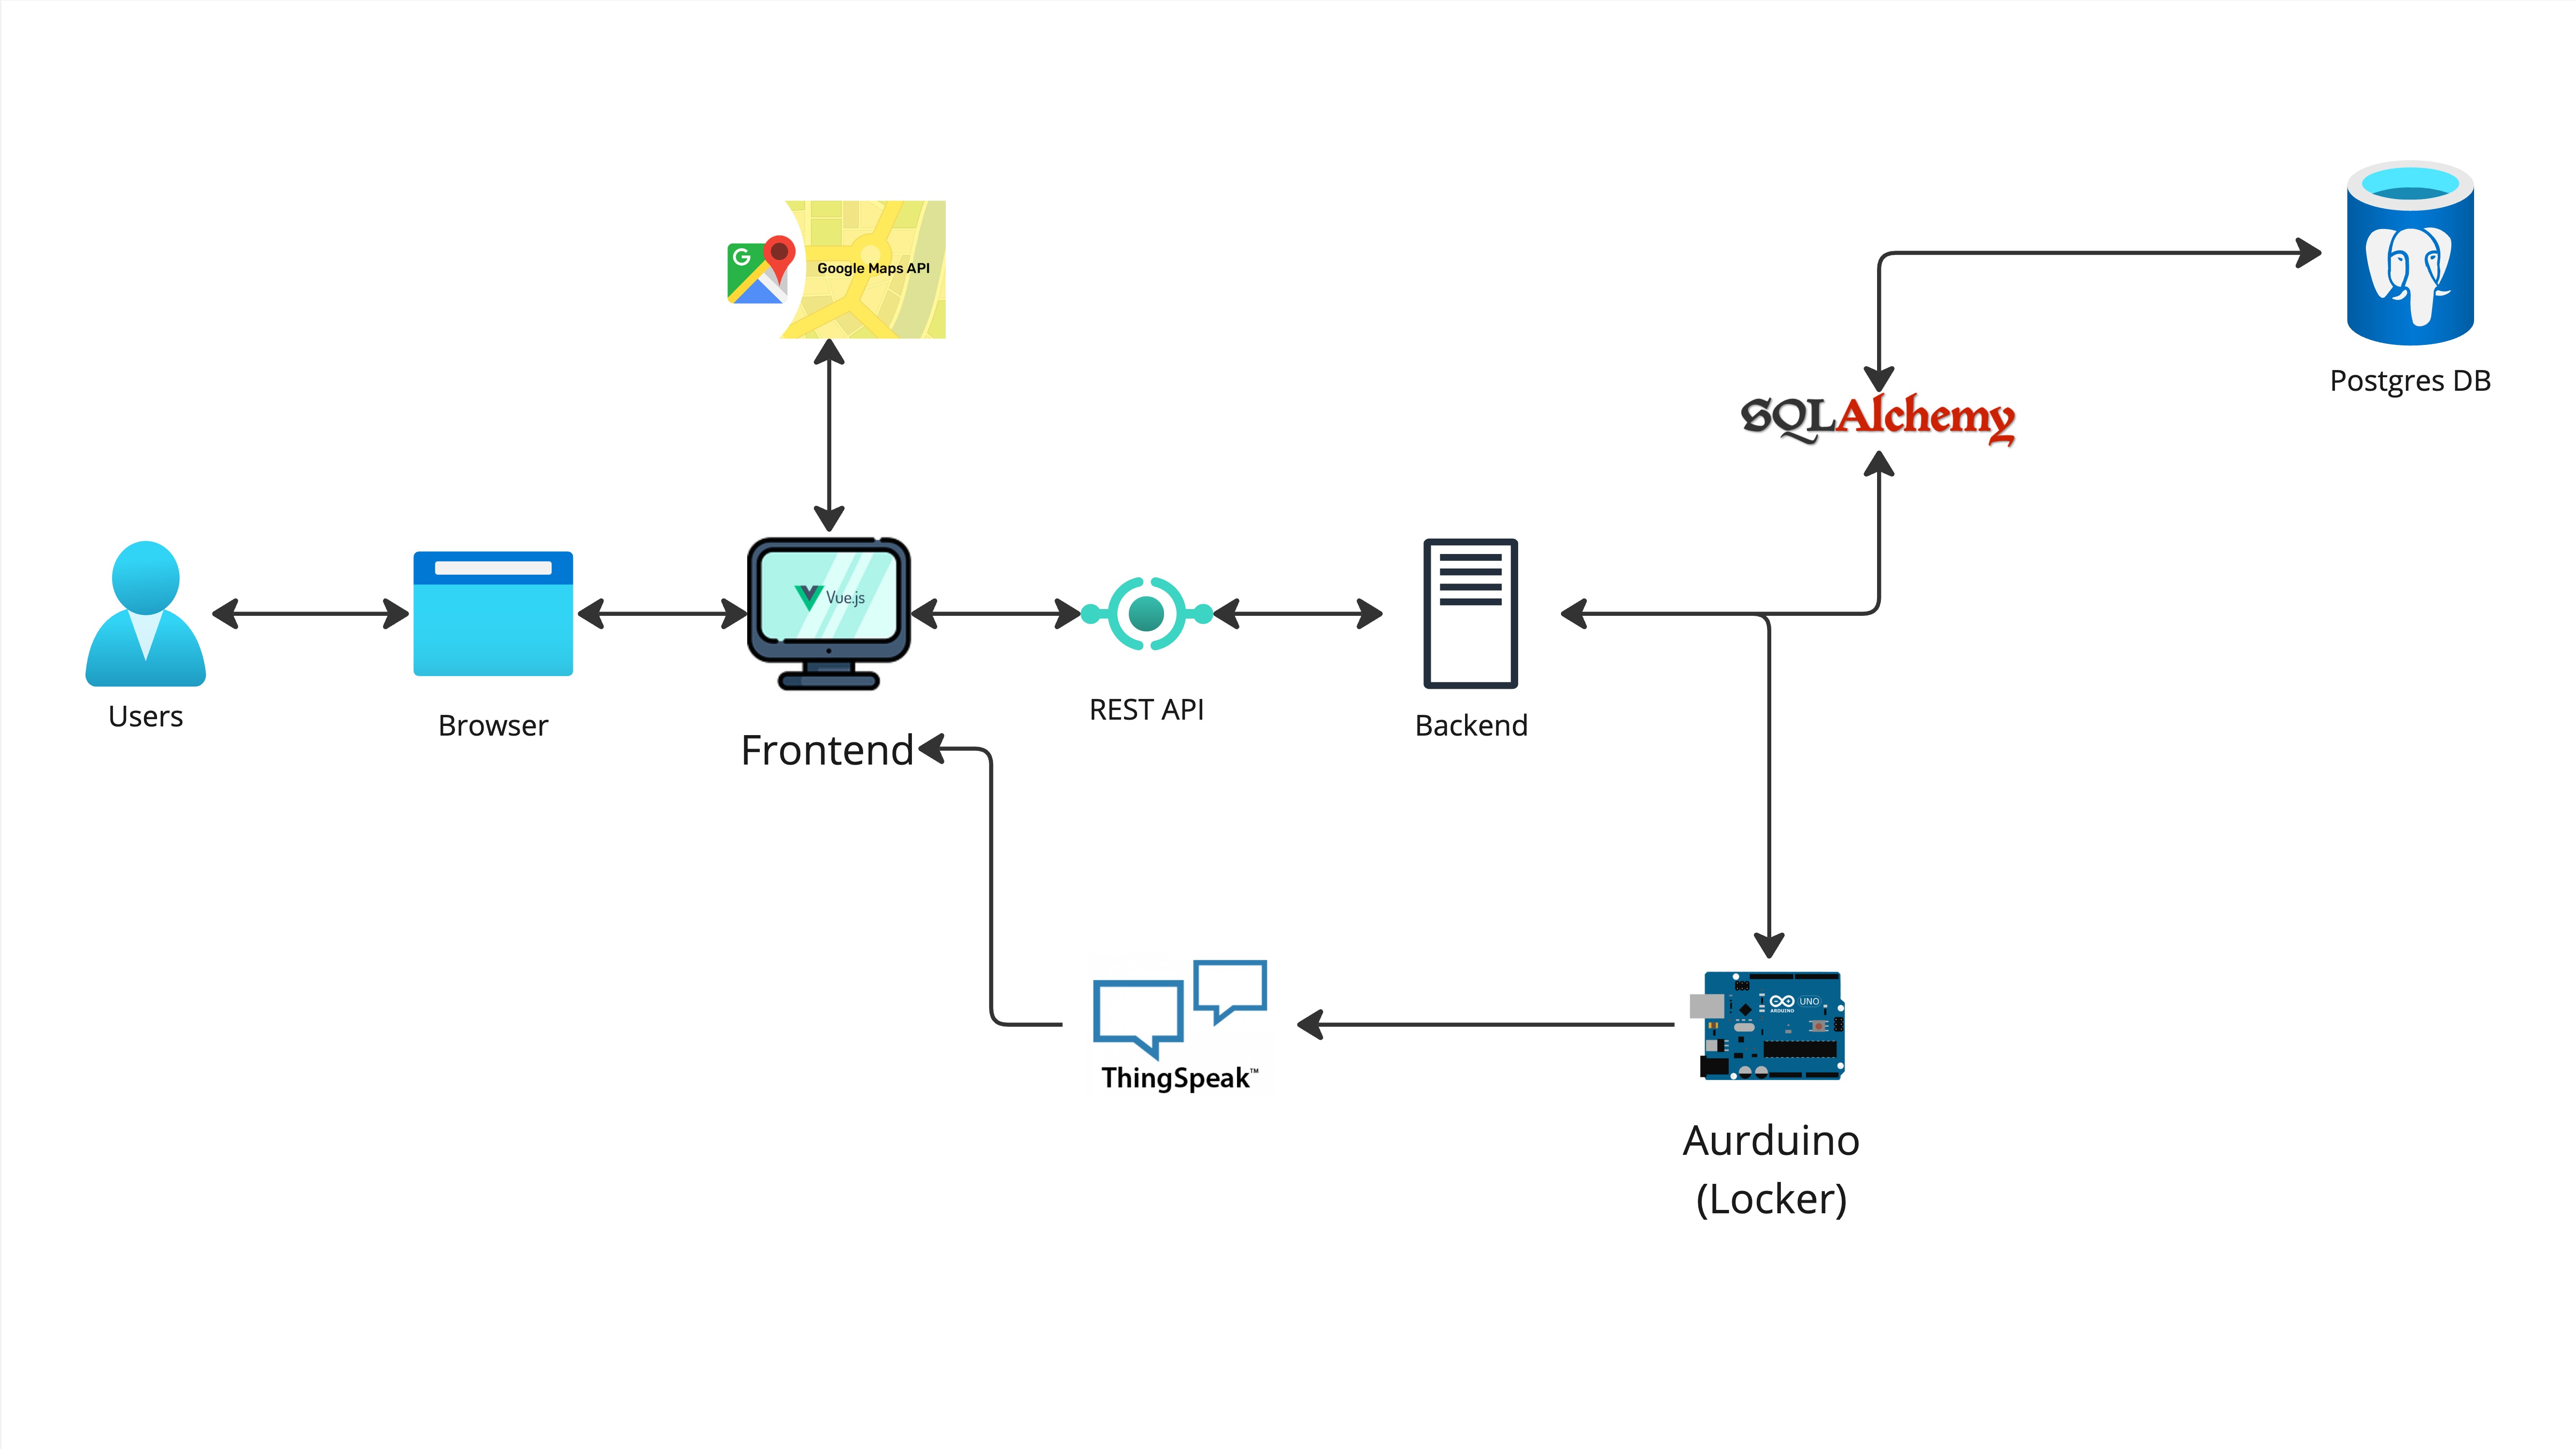 Google Maps API
Postgres DB
SQLAlchemy
Vue.js
Users
Browser
Frontend
REST API
Backend
ThingSpeak™
UNO
ARDUINO
Aurduino
(Locker)